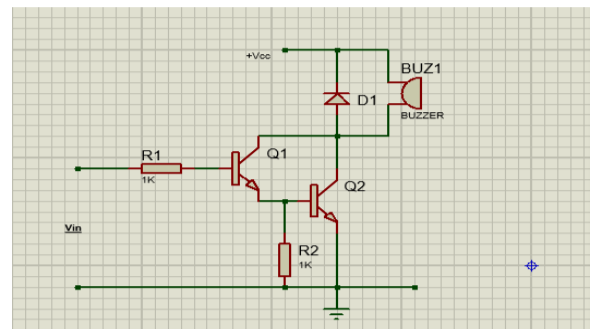 +Vcc
BUZ1
D1
BUZZER
R1
Q1
1K
Q2
Vin
R2
1K